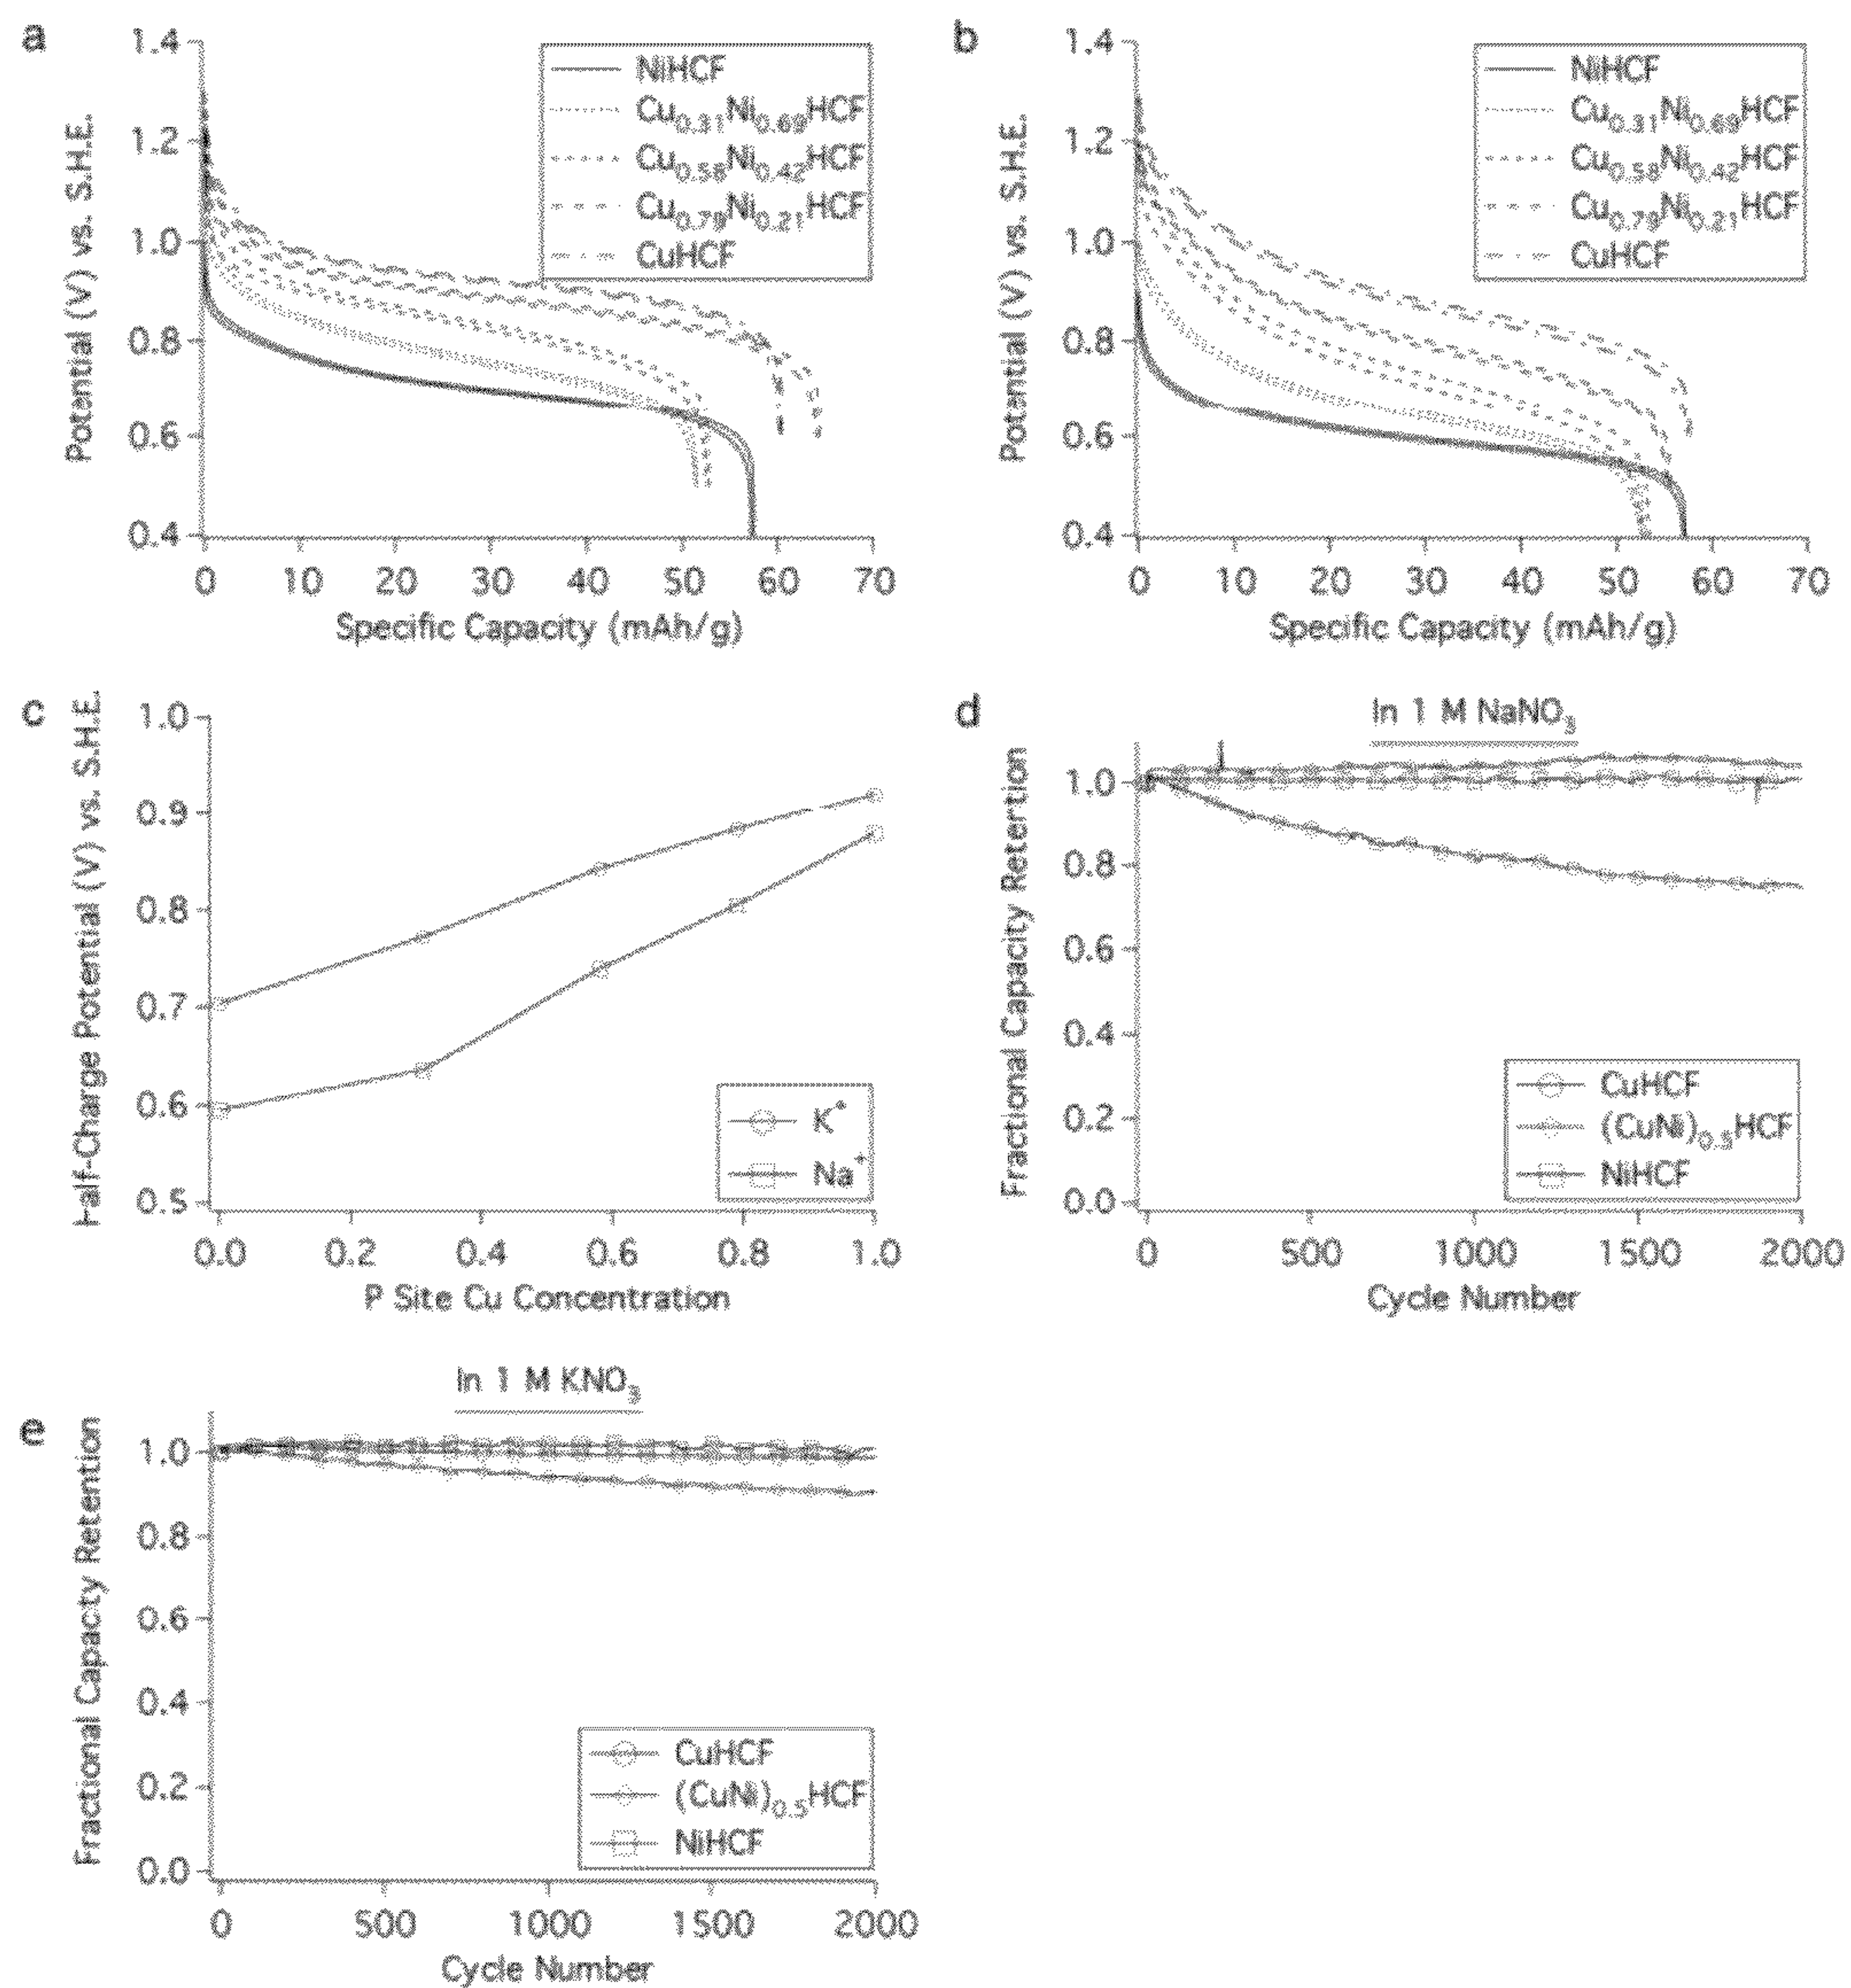 a
1.4
1.2
1.0
0.8
0.6
0.4
Potential (V) vs. S.H.E.
NiHCF
Cu0.31Ni0.69HCF
Cu0.58Ni0.42HCF
Cu0.79Ni0.21HCF
CuHCF
0 10 20 30 40 50 60 70
Specific Capacity (mAh/g)
b
1.4
1.2
1.0
0.8
0.6
0.4
Potential (V) vs. S.H.E.
NiHCF
Cu0.31Ni0.69HCF
Cu0.58Ni0.42HCF
Cu0.79Ni0.21HCF
CuHCF
0 10 20 30 40 50 60 70
Specific Capacity (mAh/g)
c
1.0
0.9
0.8
0.7
0.6
0.5
Half-Charge Potential (V) vs. S.H.E.
K+
Na+
0.0 0.2 0.4 0.6 0.8 1.0
P Site Cu Concentration
d
In 1 M NaNO3
1.0
0.8
0.6
0.4
0.2
0.0
Fractional Capacity Retention
CuHCF
(CuNi)0.5HCF
NiHCF
0 500 1000 1500 2000
Cycle Number
e
In 1 M KNO3
1.0
0.8
0.6
0.4
0.2
0.0
Fractional Capacty Retention
CuHCF
(CuNi)0.5HCF
NiHCF
0 500 1000 1500 2000
Cycle Number